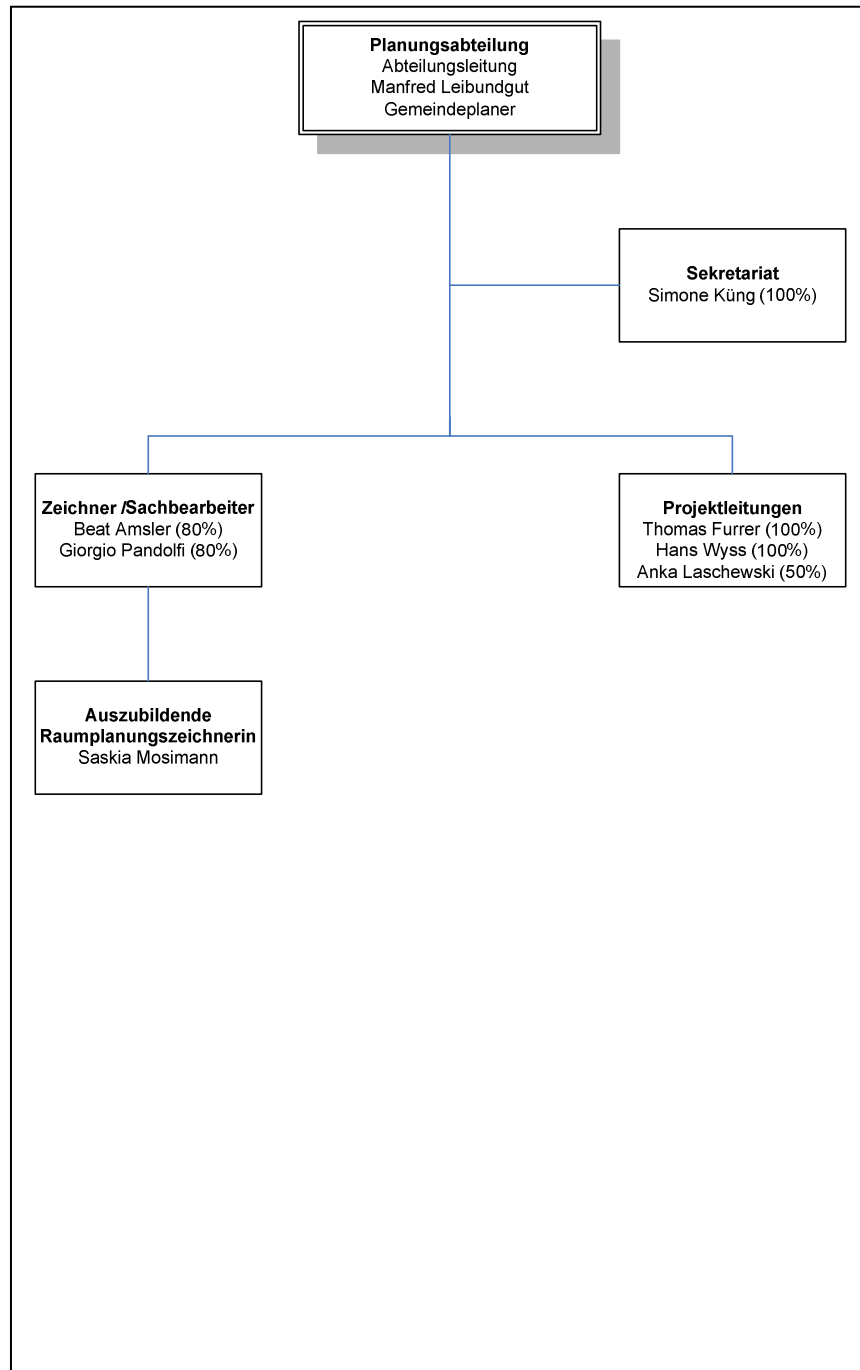 Planungsabteilung
Abteilungsleitung
Manfred Leibundgut
Gemeindeplaner
Sekretariat
Simone Küng (100%)
Zeichner /Sachbearbeiter
Beat Amsler (80%)
Giorgio Pandolfi (80%)
Projektleitungen
Thomas Furrer (100%)
Hans Wyss (100%)
Anka Laschewski (50%)
Auszubildende
Raumplanungszeichnerin
Saskia Mosimann